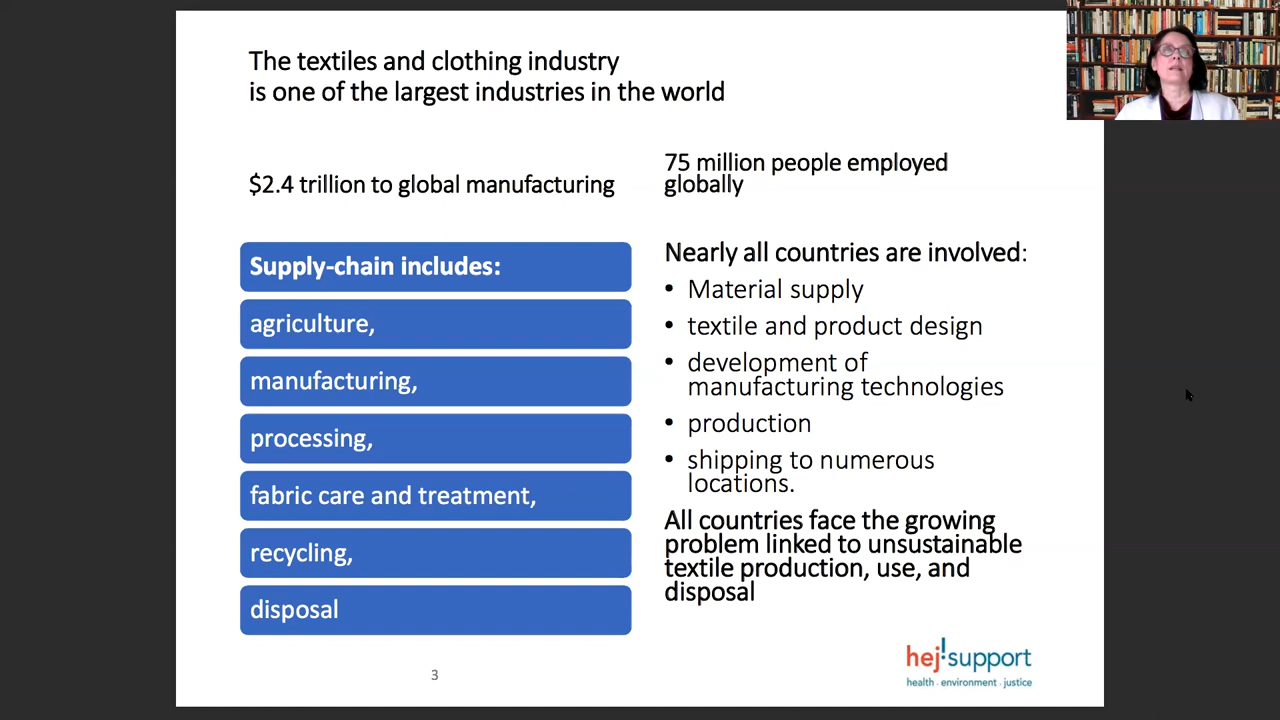 The textiles and clothing industry
is one of the largest industries in the world
$2.4 trillion to global manufacturing
75 million people employed
globally
Supply-chain includes:
agriculture,
manufacturing,
processing,
fabric care and treatment,
recycling,
disposal
Nearly all countries are involved:
• Material supply
• textile and product design
• development of
manufacturing technologies
• production
• shipping to numerous
locations.
All countries face the growing
problem linked to unsustainable
textile production, use, and
disposal
3
hej!support
health . environment . justice